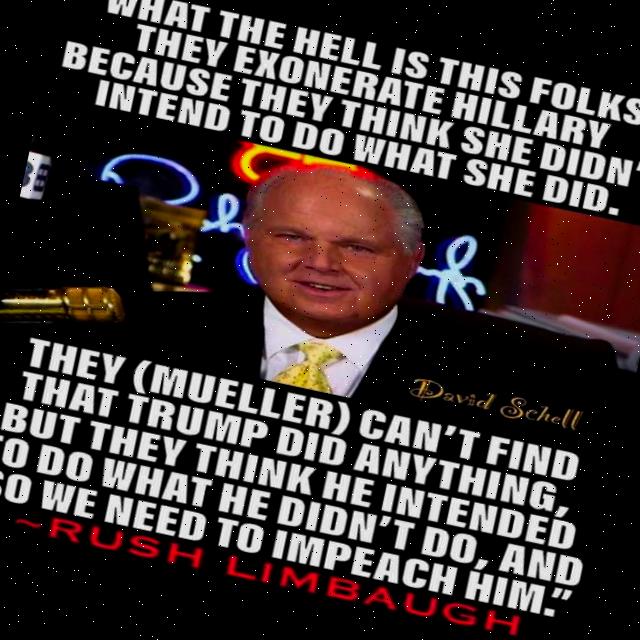 WHAT THE HELL IS THIS FOLKS
THEY EXONERATE HILLARY
BECAUSE THEY THINK SHE DIDN'
INTEND TO DO WHAT SHE DID.
David Schell
THEY (MUELLER) CAN'T FIND
THAT TRUMP DID ANYTHING,
BUT THEY THINK HE INTENDED
TO DO WHAT HE DIDN'T DO, AND
SO WE NEED TO IMPEACH HIM."
~RUSH LIMBAUGH